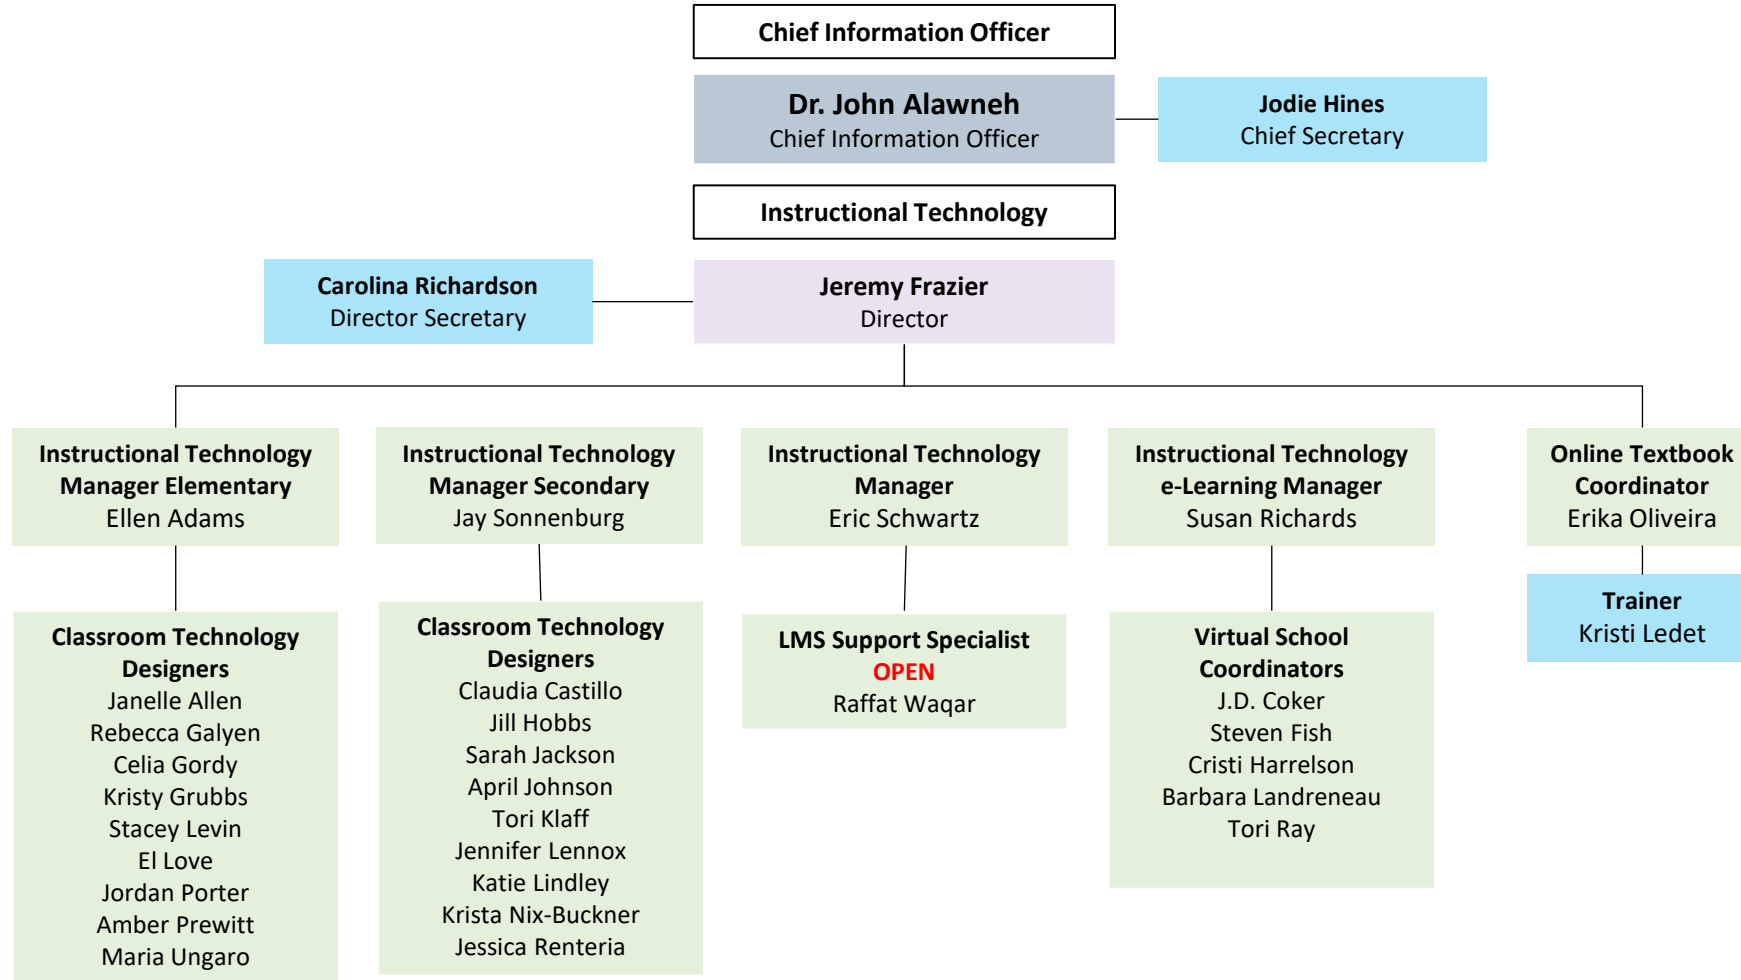 Chief Information Officer
Dr. John Alawneh
Chief Information Officer
Jodie Hines
Chief Secretary
Instructional Technology
Carolina Richardson
Director Secretary
Jeremy Frazier
Director
Instructional Technology
Manager Elementary
Ellen Adams
Instructional Technology
Manager Secondary
Jay Sonnenburg
Instructional Technology
Manager
Eric Schwartz
Instructional Technology
e-Learning Manager
Susan Richards
Online Textbook
Coordinator
Erika Oliveira
Classroom Technology
Designers
Janelle Allen
Rebecca Galyen
Celia Gordy
Kristy Grubbs
Stacey Levin
El Love
Jordan Porter
Amber Prewitt
Maria Ungaro
Classroom Technology
Designers
Claudia Castillo
Jill Hobbs
Sarah Jackson
April Johnson
Tori Klaff
Jennifer Lennox
Katie Lindley
Krista Nix-Buckner
Jessica Renteria
LMS Support Specialist
OPEN
Raffat Waqar
Virtual School
Coordinators
J.D. Coker
Steven Fish
Cristi Harrelson
Barbara Landreneau
Tori Ray
Trainer
Kristi Ledet